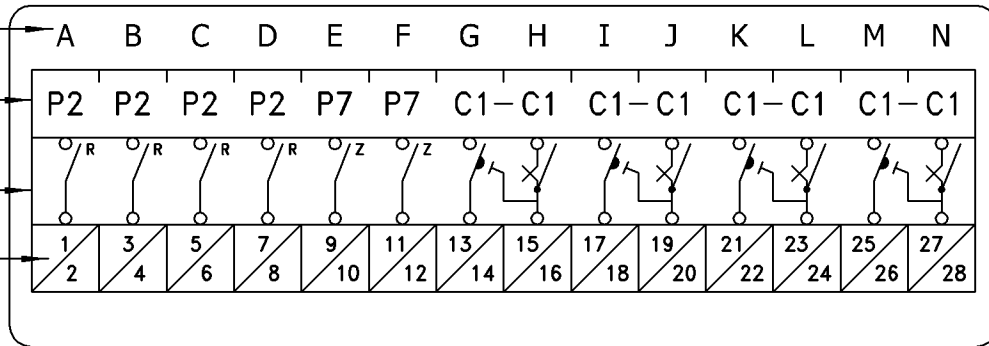 A B C D E F G H I J K L M N
P2 P2 P2 P2 P7 P7 C1-C1 C1-C1 C1-C1 C1-C1
R R R R Z Z
1 3 5 7 9 11 13 15 17 19 21 23 25 27
2 4 6 8 10 12 14 16 18 20 22 24 26 28